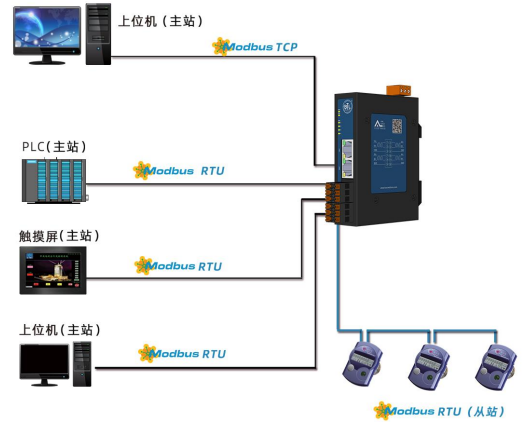 上位机（主站）
Modbus TCP
PLC(主站)
Modbus RTU
触摸屏(主站)
Modbus RTU
上位机(主站)
Modbus RTU
Modbus RTU（从站）